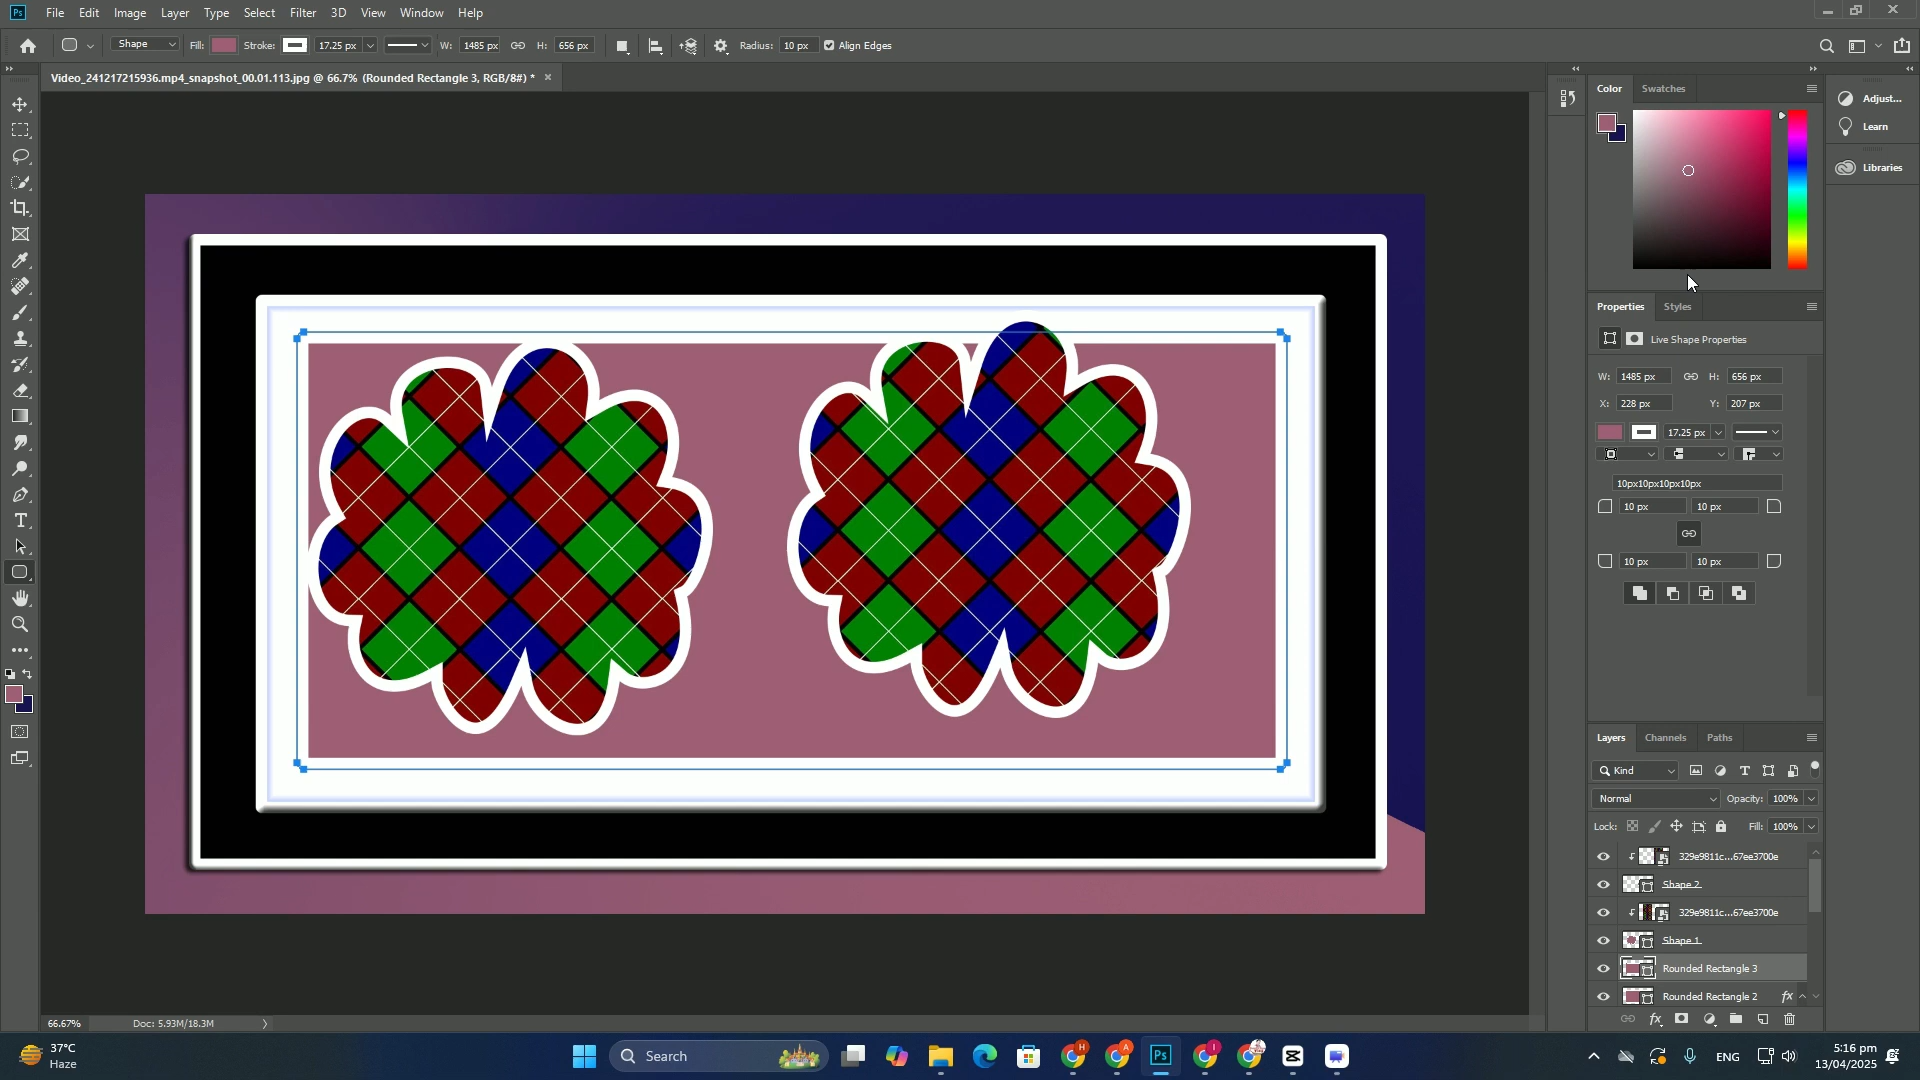 Ps File Edit Image Layer Type Select Filter 3D View Window Help
Shape Fill: Stroke: 17.25 px W: 1485 px H: 656 px Radius: 10 px Align Edges
Video_241217215936.mp4_snapshot_00.01.113.jpg @ 66.7% (Rounded Rectangle 3, RGB/8#) *
Color Swatches
Adjust...
Learn
Libraries
Properties Styles
Live Shape Properties
W: 1485 px H: 656 px
X: 228 px Y: 207 px
17.25 px
10px10px10px10px
10 px 10 px
10 px 10 px
Layers Channels Paths
Kind
Normal Opacity: 100%
Lock: Fill: 100%
329e9811c...67ee3700e
Shape 2
329e9811c...67ee3700e
Shape 1
Rounded Rectangle 3
Rounded Rectangle 2 fx
fx
66.67% Doc: 5.93M/18.3M
37°C
Haze
Search
H
A
Ps
I
ENG
5:16 pm
13/04/2025